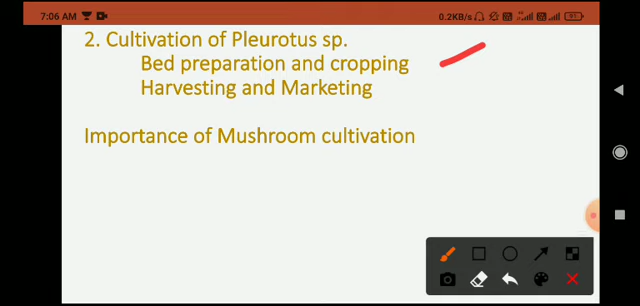 7:06 AM
0.2KB/s
2. Cultivation of Pleurotus sp.
Bed preparation and cropping
Harvesting and Marketing
Importance of Mushroom cultivation